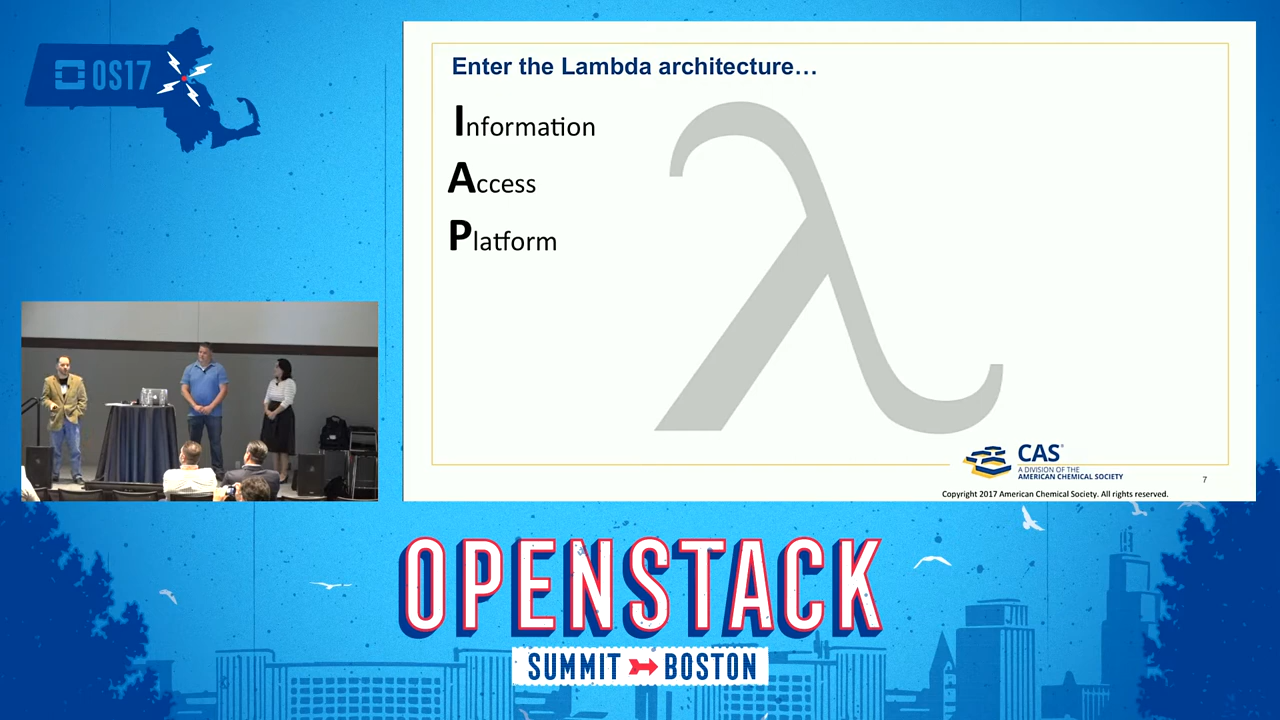 OS17
Enter the Lambda architecture…
Information
Access
Platform
λ
CAS
A DIVISION OF THE
AMERICAN CHEMICAL SOCIETY
7
Copyright 2017 American Chemical Society. All rights reserved.
OPENSTACK
SUMMIT BOSTON